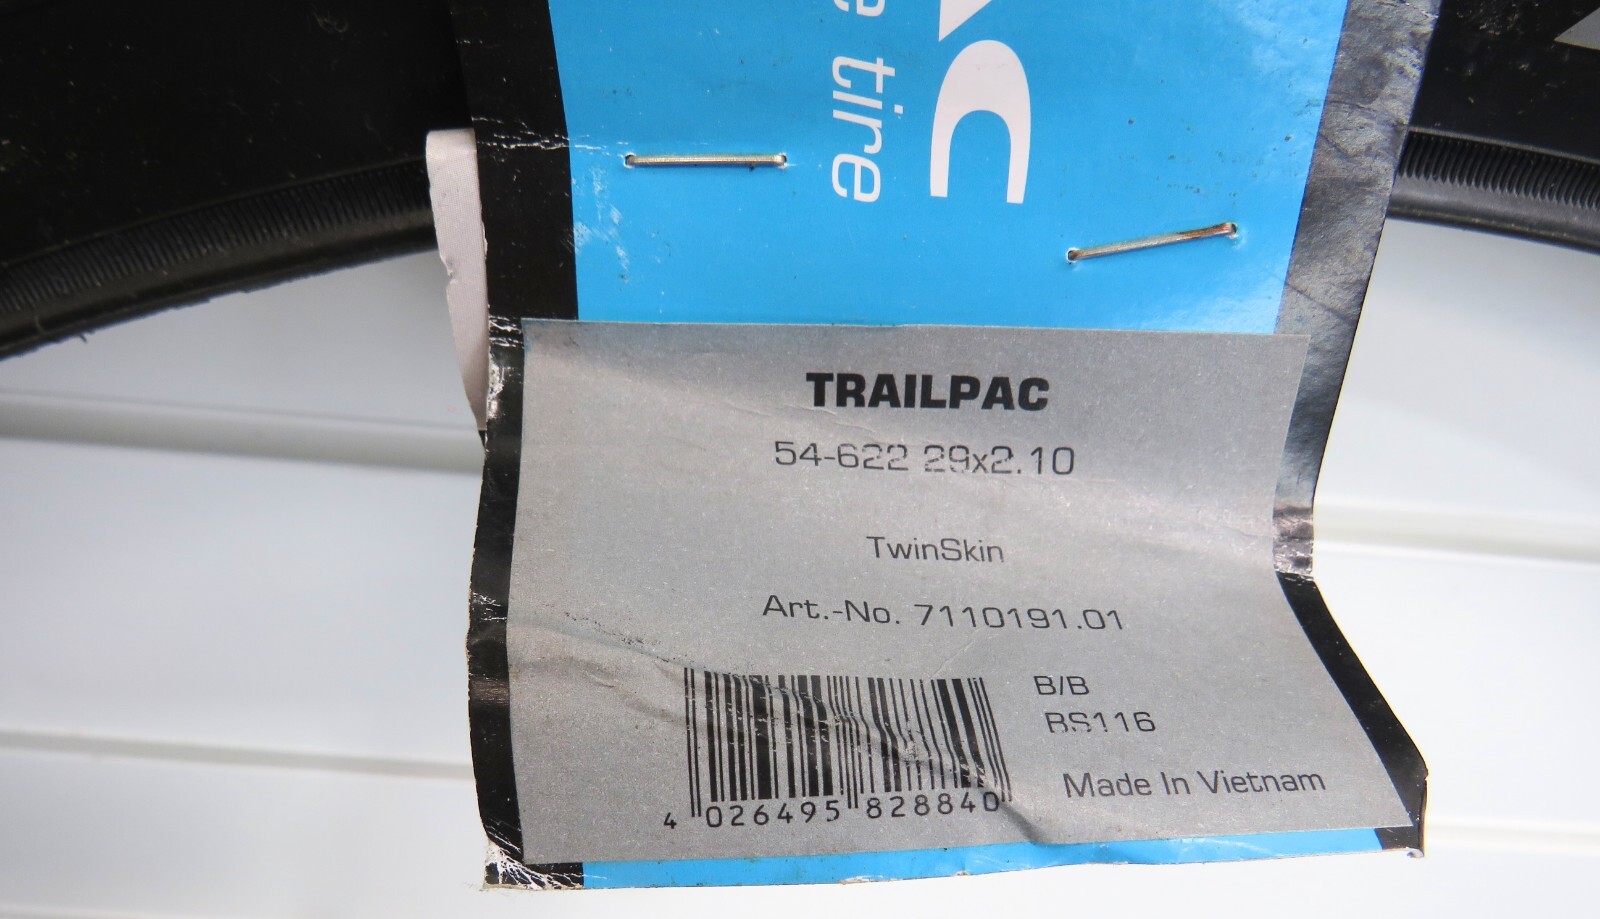 tire
TRAILPAC
54-622 29x2.10
TwinSkin
Art.-No. 7110191.01
B/B
BS116
Made In Vietnam
4 026495 828840